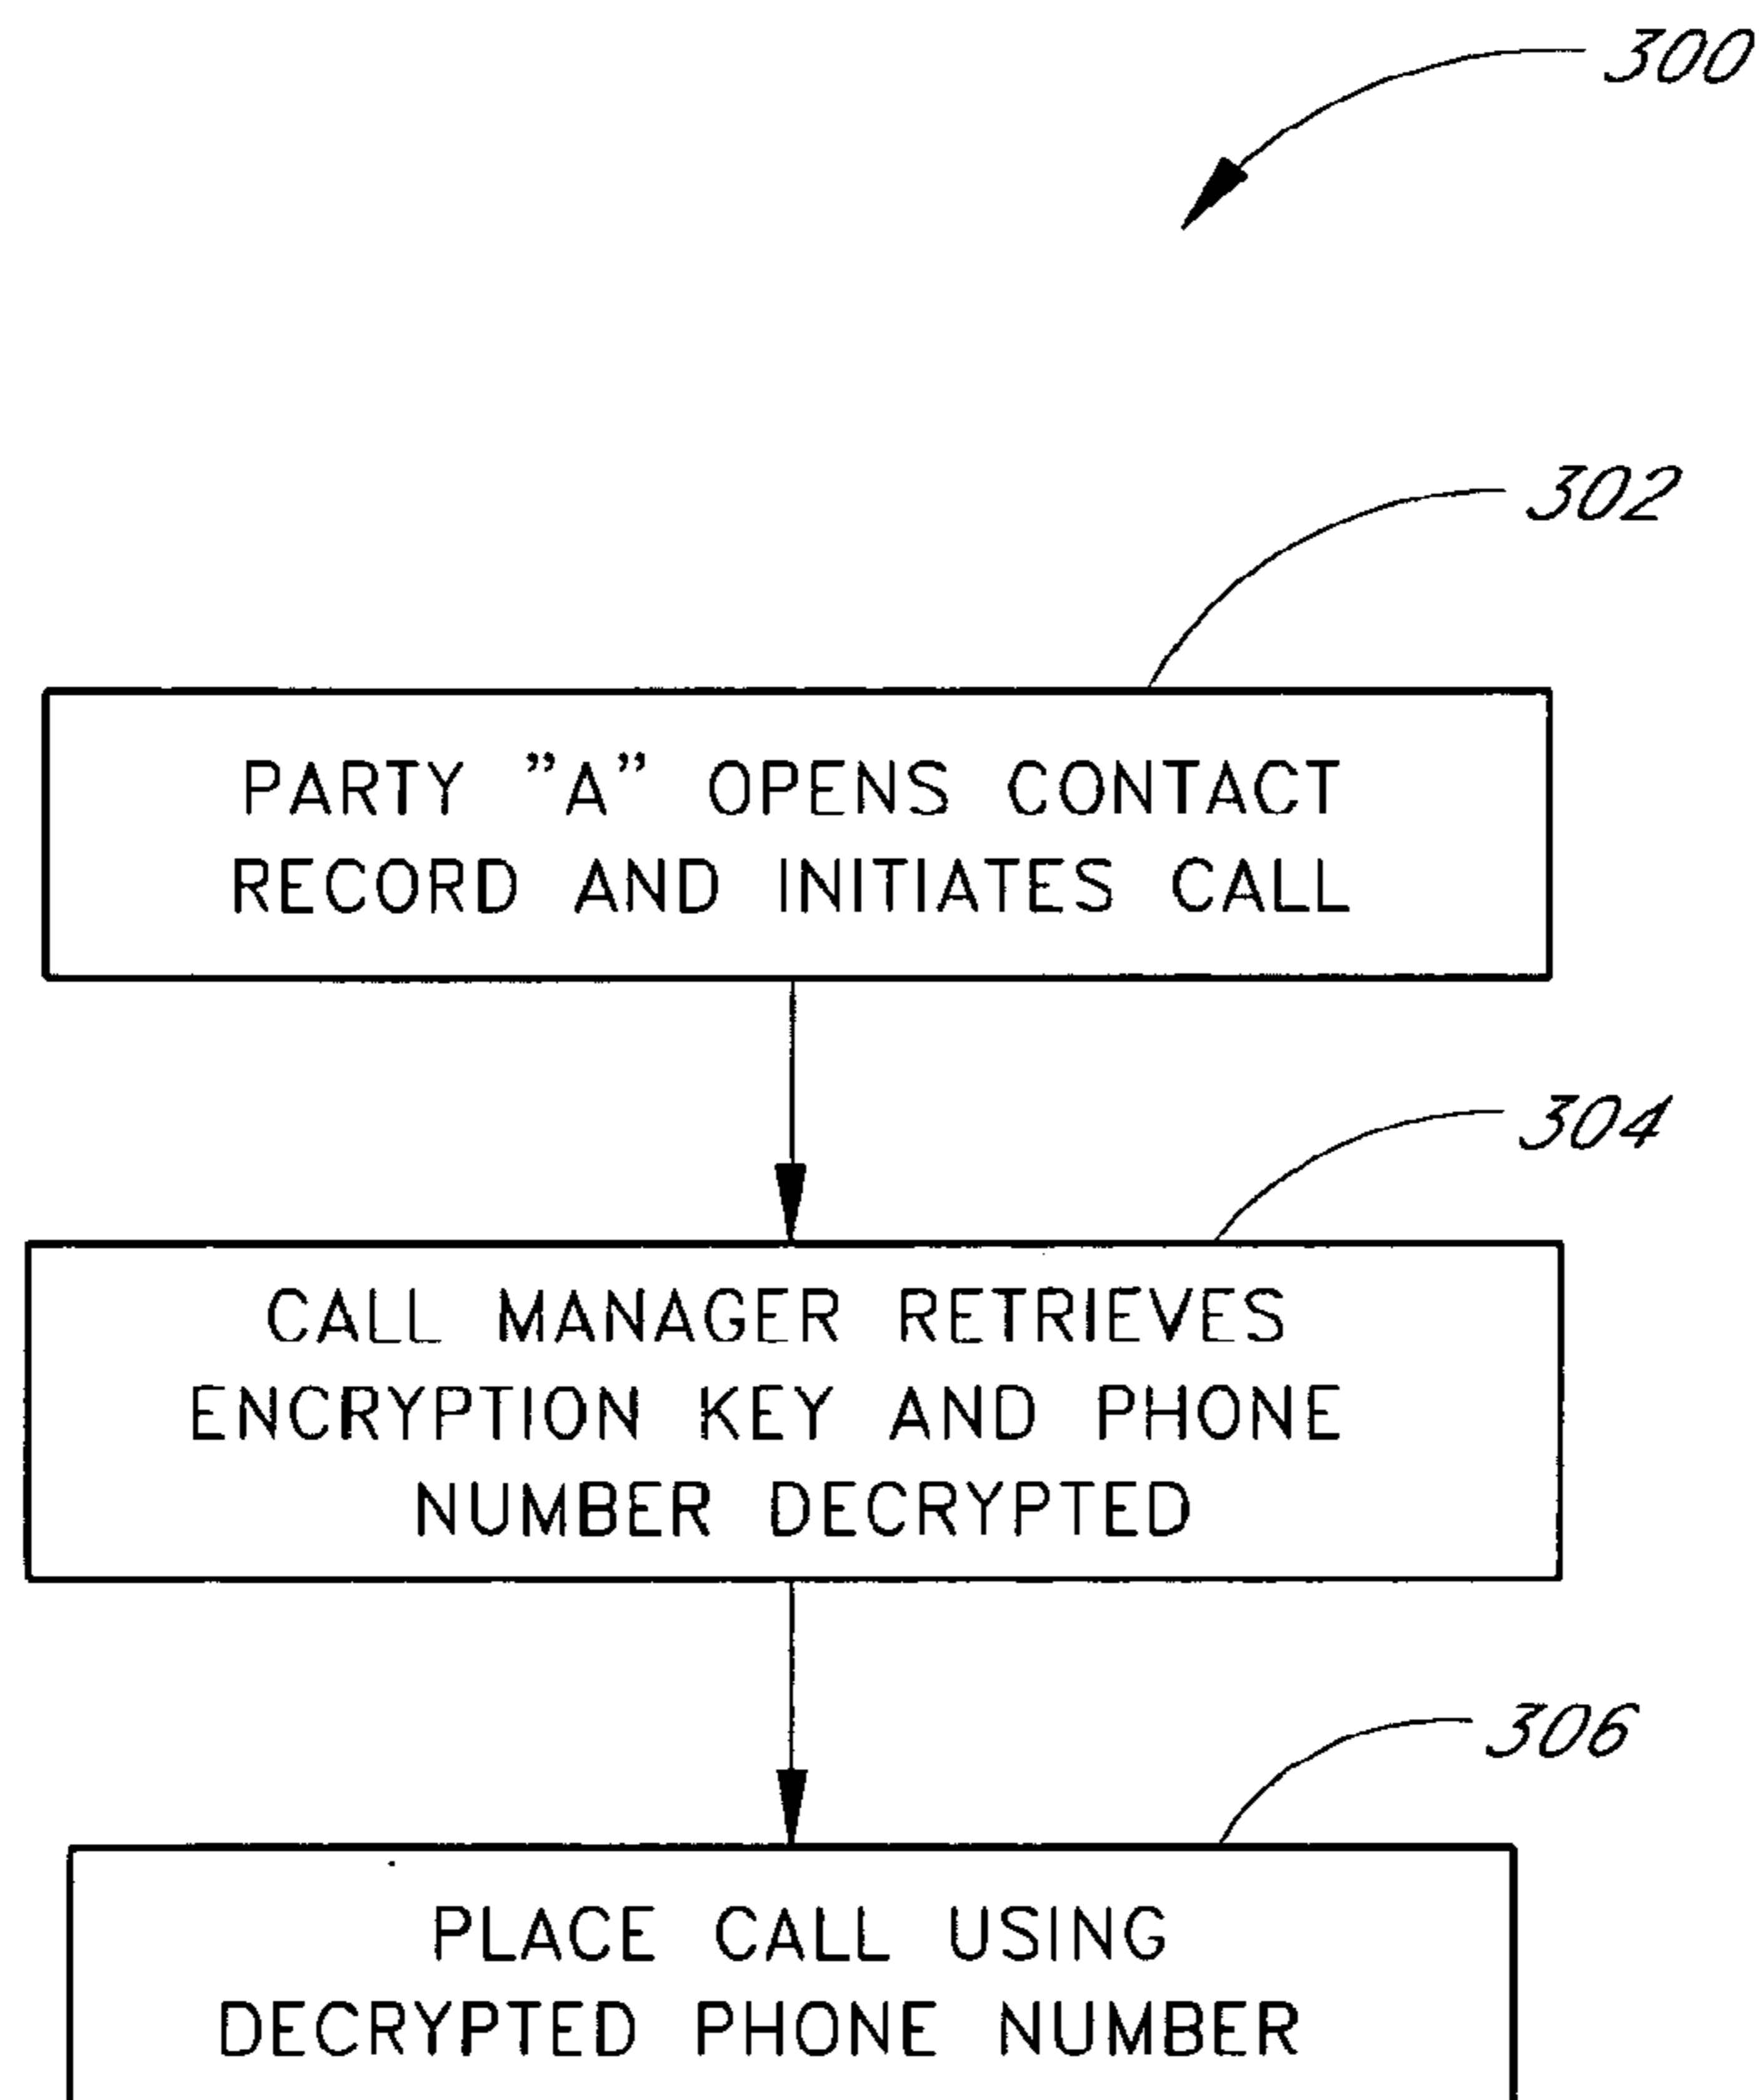 300
302
PARTY ”A” OPENS CONTACT
RECORD AND INITIATES CALL
304
CALL MANAGER RETRIEVES
ENCRYPTION KEY AND PHONE
NUMBER DECRYPTED
306
PLACE CALL USING
DECRYPTED PHONE NUMBER